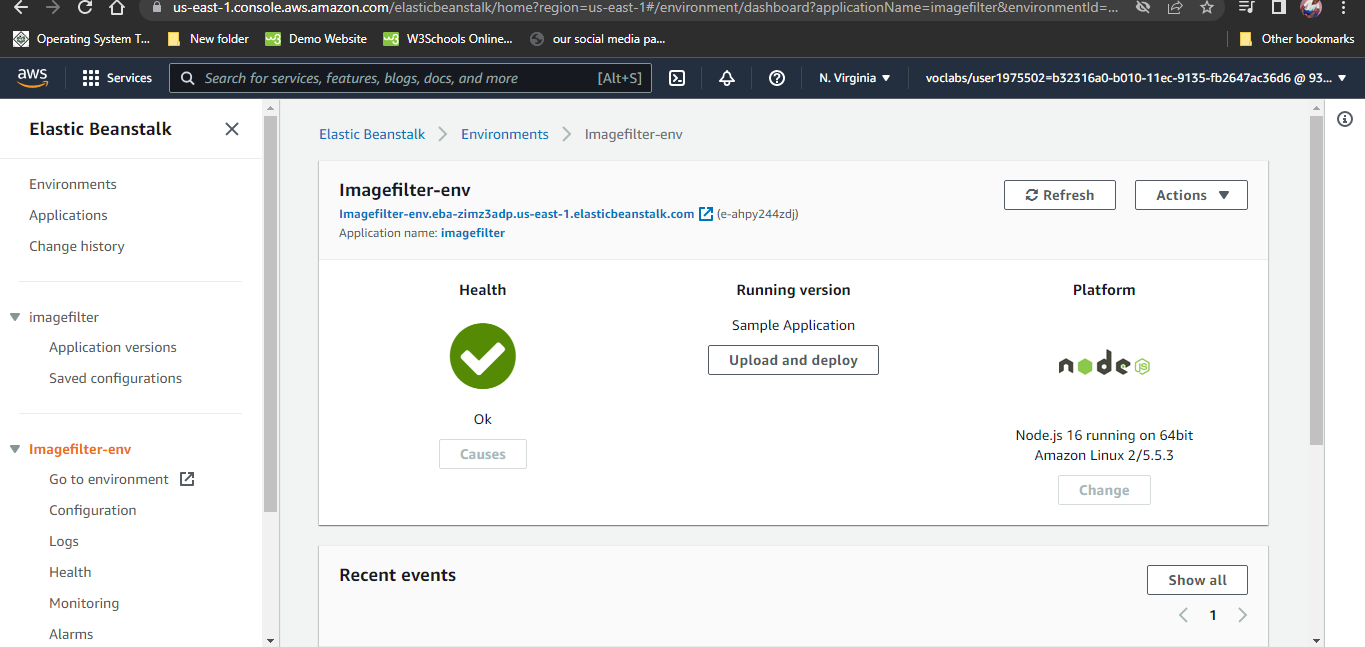 us-east-1.console.aws.amazon.com/elasticbeanstalk/home?region=us-east-1#/environment/dashboard?applicationName=imagefilter&environmentId=...
Operating System T... New folder Demo Website W3Schools Online... our social media pa... Other bookmarks
aws Services Search for services, features, blogs, docs, and more [Alt+S] N. Virginia voclabs/user1975502=b32316a0-b010-11ec-9135-fb2647ac36d6 @ 93...
Elastic Beanstalk
Environments
Applications
Change history
imagefilter
Application versions
Saved configurations
Imagefilter-env
Go to environment
Configuration
Logs
Health
Monitoring
Alarms
Elastic Beanstalk Environments Imagefilter-env
Imagefilter-env
Imagefilter-env.eba-zimz3adp.us-east-1.elasticbeanstalk.com (e-ahpy244zdj)
Application name: imagefilter
Refresh Actions
Health
Ok
Causes
Running version
Sample Application
Upload and deploy
Platform
node JS
Node.js 16 running on 64bit
Amazon Linux 2/5.5.3
Change
Recent events
Show all
1